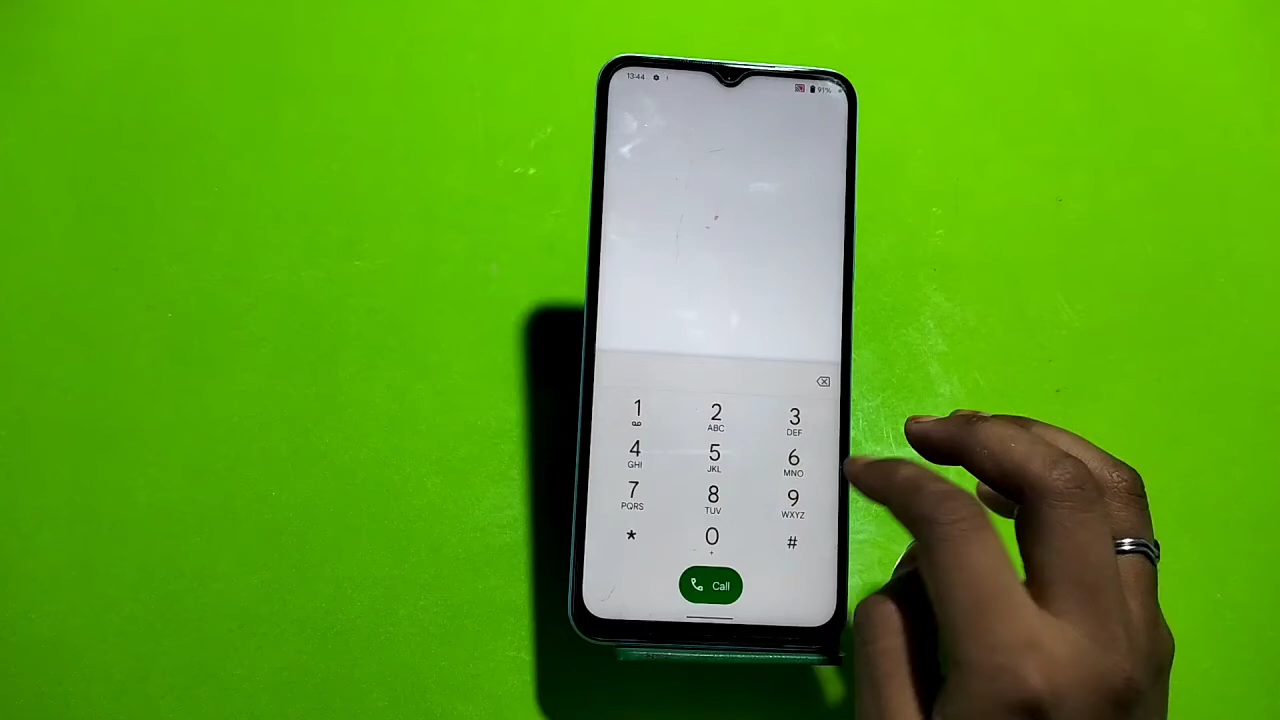 13:44
91%
1 2 3
ABC DEF
4 5 6
GHI JKL MNO
7 8 9
PQRS TUV WXYZ
* 0 #
+
Call